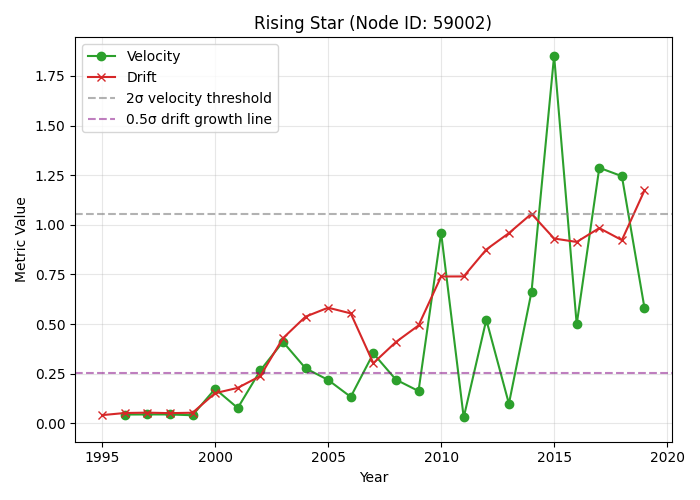 Rising Star (Node ID: 59002)
Velocity
Drift
2σ velocity threshold
0.5σ drift growth line
Metric Value
1.75
1.50
1.25
1.00
0.75
0.50
0.25
0.00
1995 2000 2005 2010 2015 2020
Year